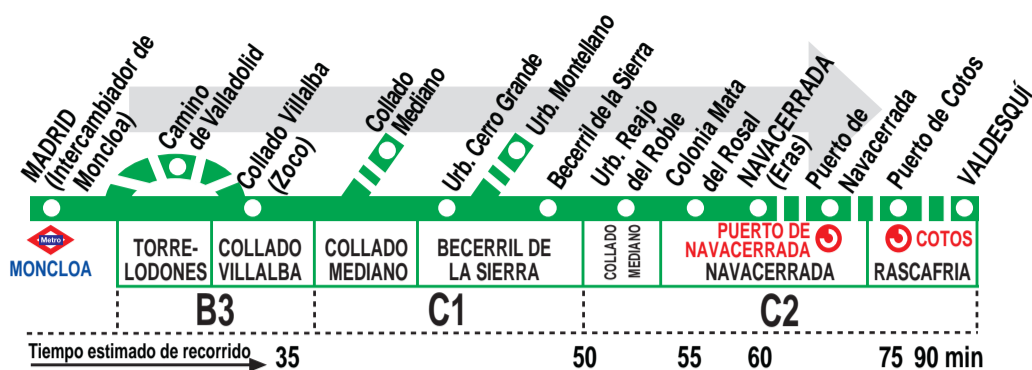 MADRID
(Intercambiador de
Moncloa)
Camino
de Valladolid
Collado Villalba
(Zoco)
Collado
Mediano
Urb. Cerro Grande
Urb. Montellano
Becerril de la Sierra
Urb. Reajo
del Roble
Colonia Mata
del Rosal
NAVACERRADA
(Eras)
Puerto de
Navacerrada
Puerto de Cotos
VALDESQUÍ
Metro
MONCLOA
TORRE-
LODONES
COLLADO
VILLALBA
COLLADO
MEDIANO
BECERRIL DE
LA SIERRA
COLLADO
MEDIANO
PUERTO DE
NAVACERRADA
NAVACERRADA
COTOS
RASCAFRIA
B3 C1 C2
Tiempo estimado de recorrido 35 50 55 60 75 90 min